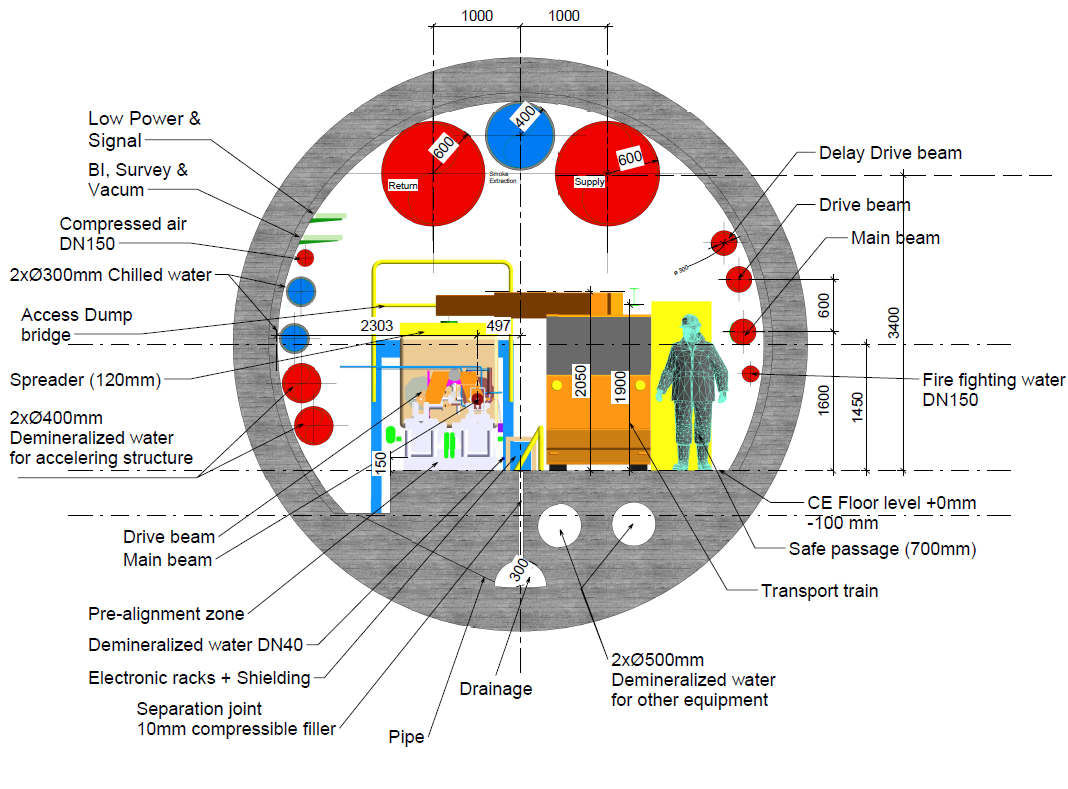 1000
1000
400
600
600
Return
Smoke
Extraction
Supply
Low Power &
Signal
BI, Survey &
Vacum
Compressed air
DN150
2xØ300mm Chilled water
Access Dump
bridge
Spreader (120mm)
2xØ400mm
Demineralized water
for accelering structure
Delay Drive beam
Drive beam
Main beam
ø 300
600
3400
1600
1450
Fire fighting water
DN150
2303
497
2050
1900
150
CE Floor level +0mm
-100 mm
Safe passage (700mm)
Transport train
Drive beam
Main beam
Pre-alignment zone
Demineralized water DN40
Electronic racks + Shielding
Separation joint
10mm compressible filler
Pipe
300
Drainage
2xØ500mm
Demineralized water
for other equipment